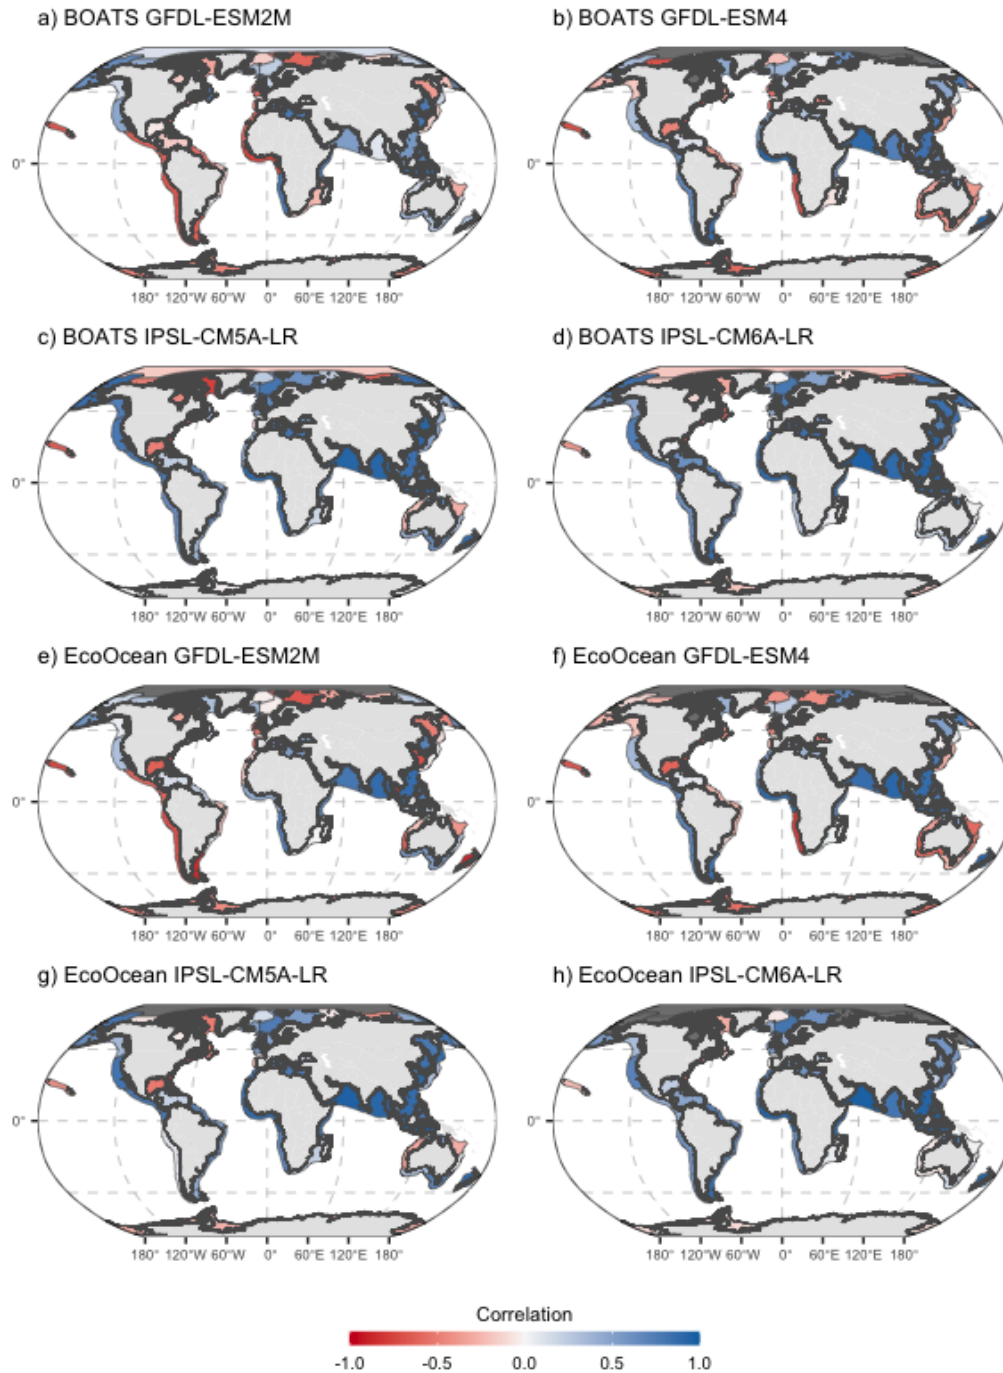 a) BOATS GFDL-ESM2M
b) BOATS GFDL-ESM4
0°
0°
180° 120°W 60°W 0° 60°E 120°E 180°
180° 120°W 60°W 0° 60°E 120°E 180°
c) BOATS IPSL-CM5A-LR
d) BOATS IPSL-CM6A-LR
0°
0°
180° 120°W 60°W 0° 60°E 120°E 180°
180° 120°W 60°W 0° 60°E 120°E 180°
e) EcoOcean GFDL-ESM2M
f) EcoOcean GFDL-ESM4
0°
0°
180° 120°W 60°W 0° 60°E 120°E 180°
180° 120°W 60°W 0° 60°E 120°E 180°
g) EcoOcean IPSL-CM5A-LR
h) EcoOcean IPSL-CM6A-LR
0°
0°
180° 120°W 60°W 0° 60°E 120°E 180°
180° 120°W 60°W 0° 60°E 120°E 180°
Correlation
-1.0 -0.5 0.0 0.5 1.0